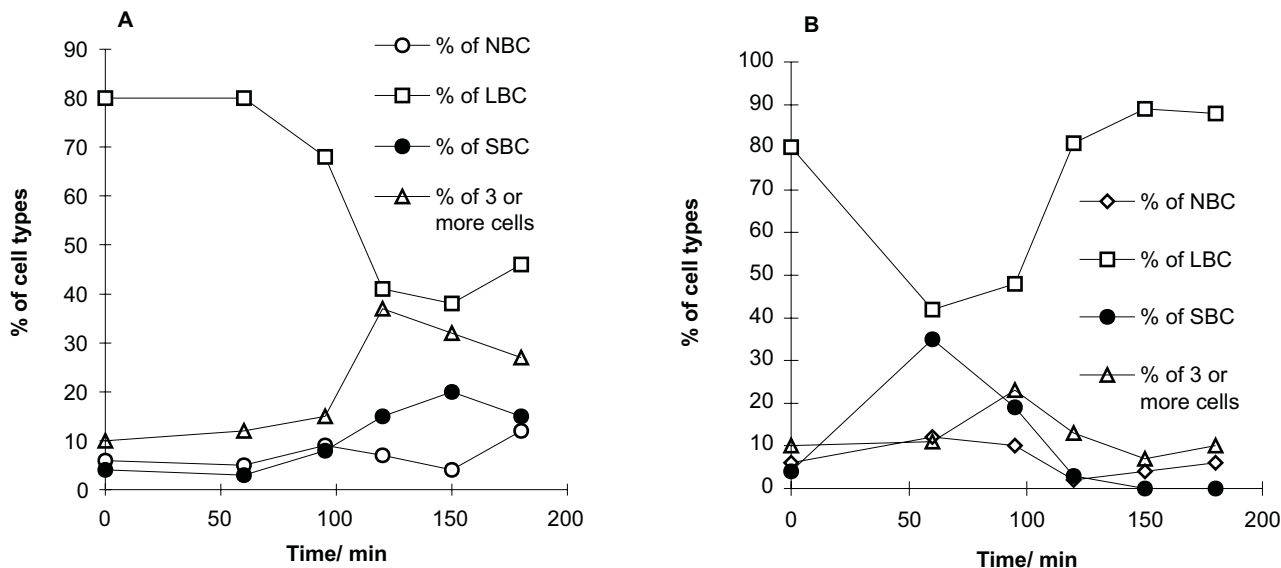 A
% of cell types
90
80
70
60
50
40
30
20
10
0
0 50 100 150 200
Time/ min
% of NBC
% of LBC
% of SBC
% of 3 or
more cells
B
% of cell types
100
90
80
70
60
50
40
30
20
10
0
0 50 100 150 200
Time/ min
% of NBC
% of LBC
% of SBC
% of 3 or
more cells